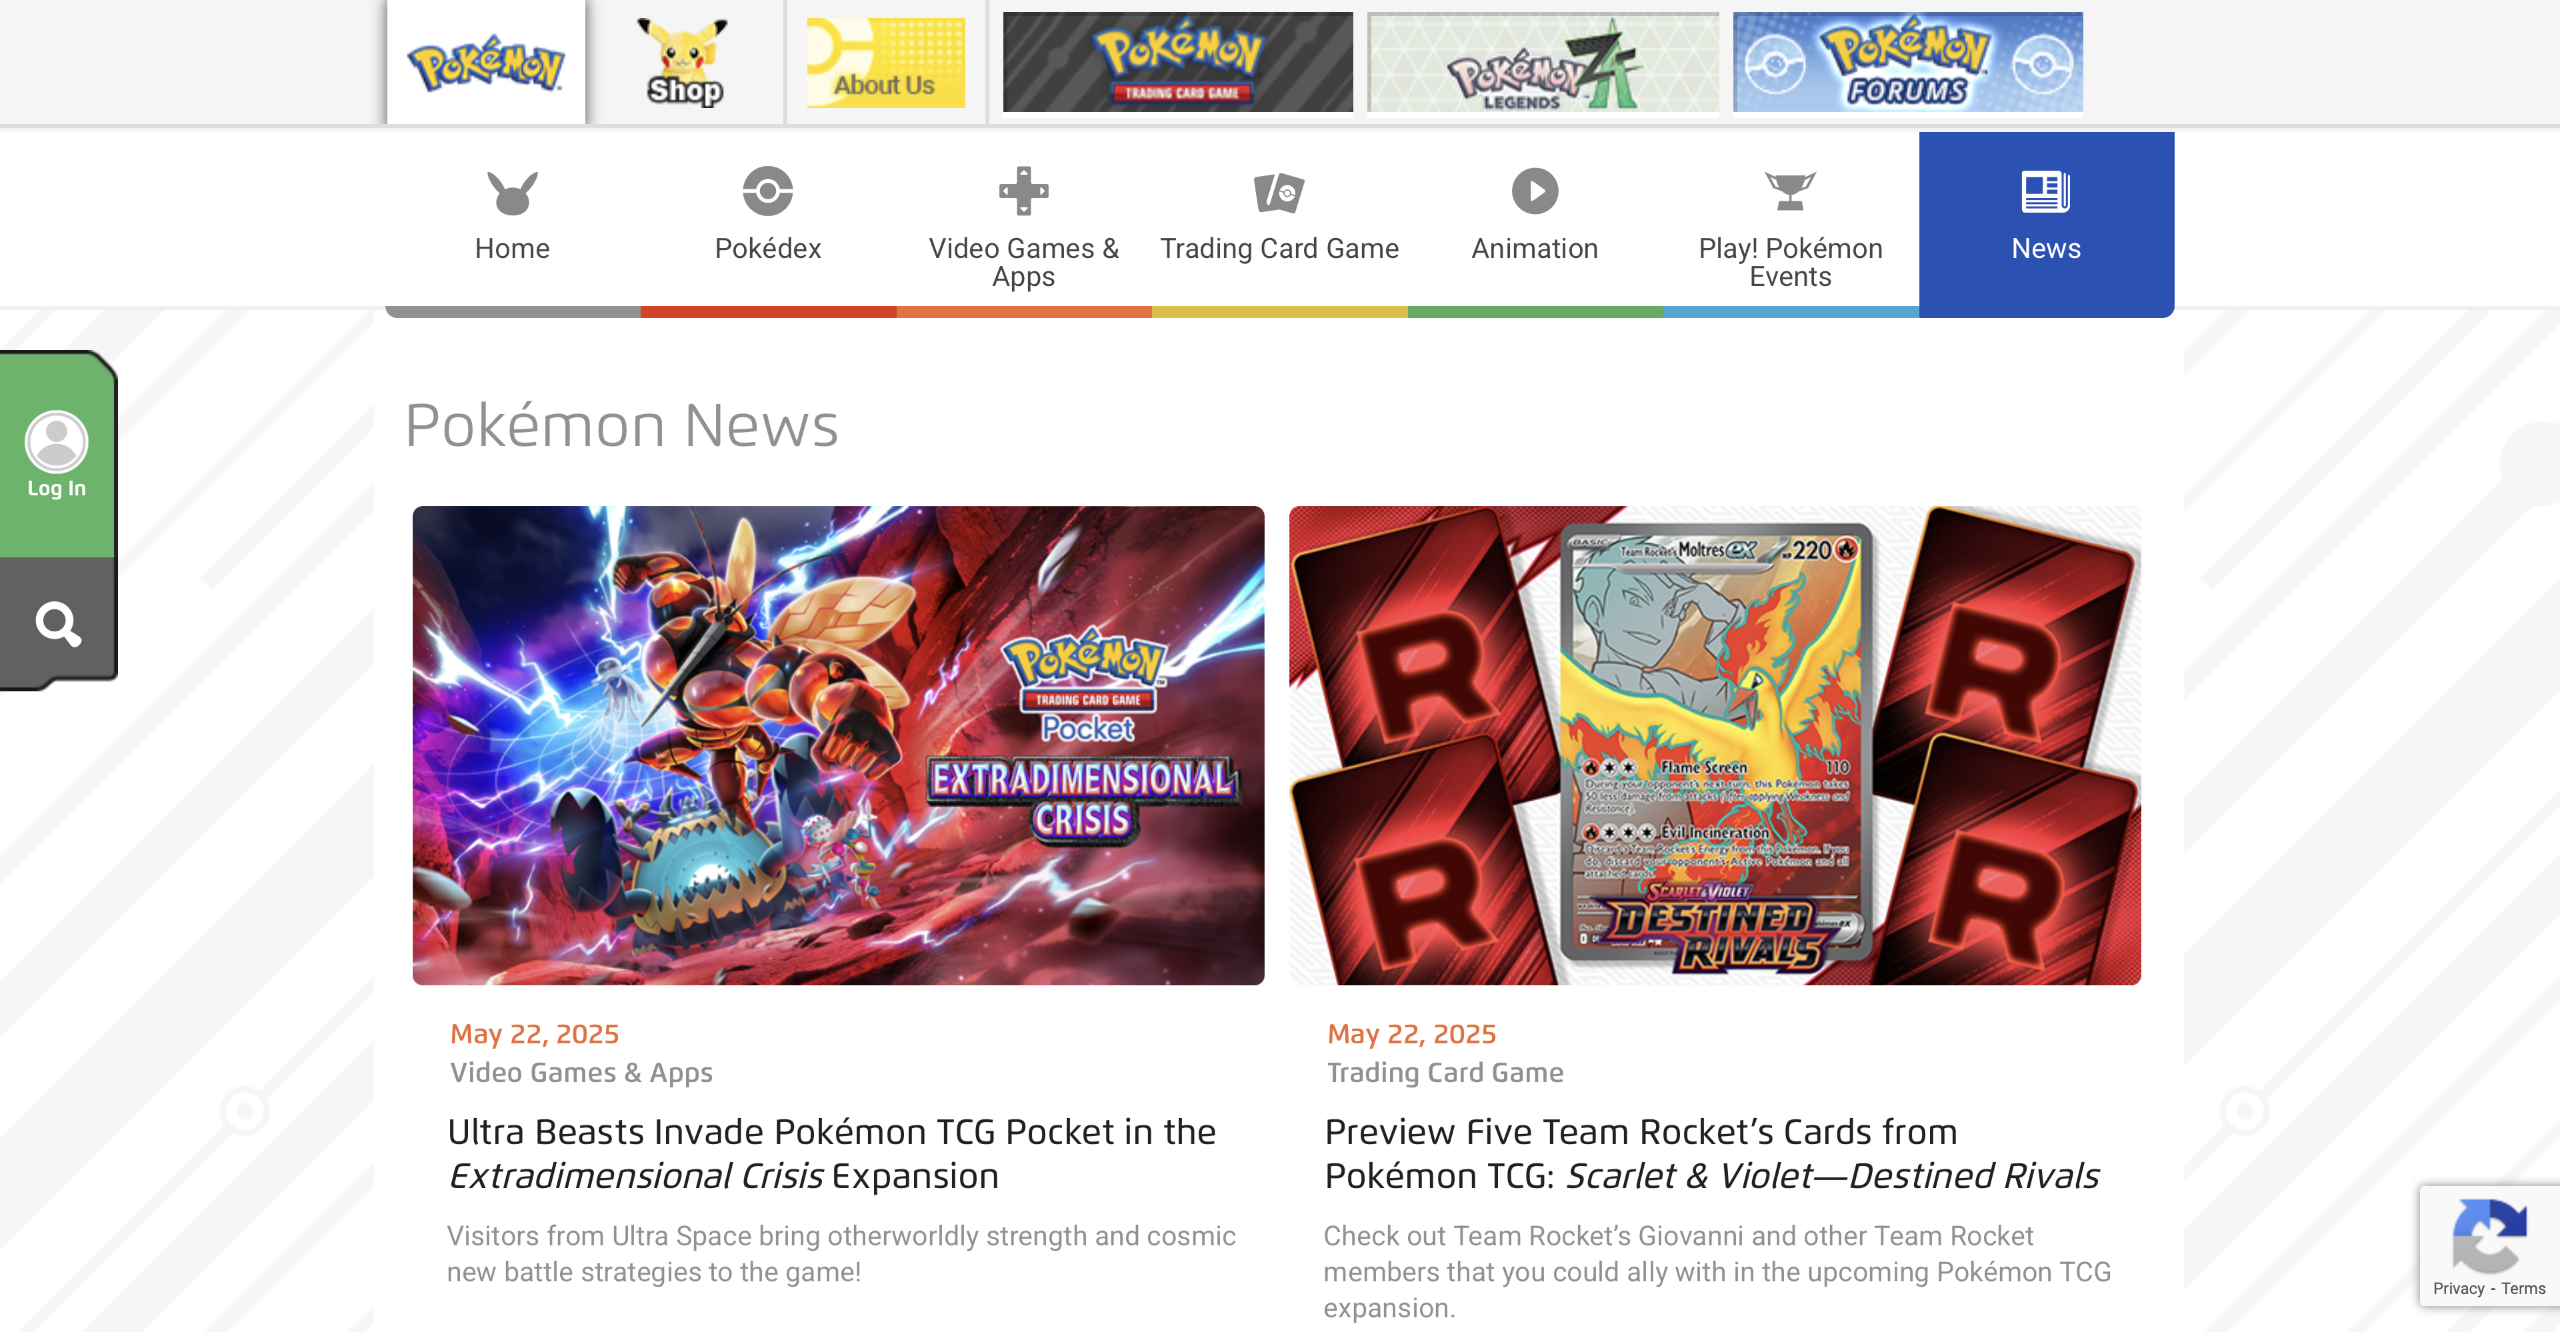 Pokémon
Shop
About Us
Pokémon
TRADING CARD GAME
POKéMON
LEGENDS
ZA
Pokémon
FORUMS
Home
Pokédex
Video Games &
Apps
Trading Card Game
Animation
Play! Pokémon
Events
News
Log In
Pokémon News
Pokémon
TRADING CARD GAME
Pocket
EXTRADIMENSIONAL
CRISIS
BASIC Team Rocket's Moltres ex HP 220
R
R
Flame Screen 110
During your opponent's next turn, this Pokémon takes
50 less damage from attacks (after applying Weakness and
Resistance).
Evil Incineration
Discard a Team Rocket's Energy from this Pokémon. If you
do, discard your opponent's Active Pokémon and all
attached cards.
R
R
SCARLET & VIOLET
DESTINED
RIVALS
May 22, 2025
Video Games & Apps
Ultra Beasts Invade Pokémon TCG Pocket in the
Extradimensional Crisis Expansion
Visitors from Ultra Space bring otherworldly strength and cosmic
new battle strategies to the game!
May 22, 2025
Trading Card Game
Preview Five Team Rocket’s Cards from
Pokémon TCG: Scarlet & Violet—Destined Rivals
Check out Team Rocket’s Giovanni and other Team Rocket
members that you could ally with in the upcoming Pokémon TCG
expansion.
Privacy - Terms